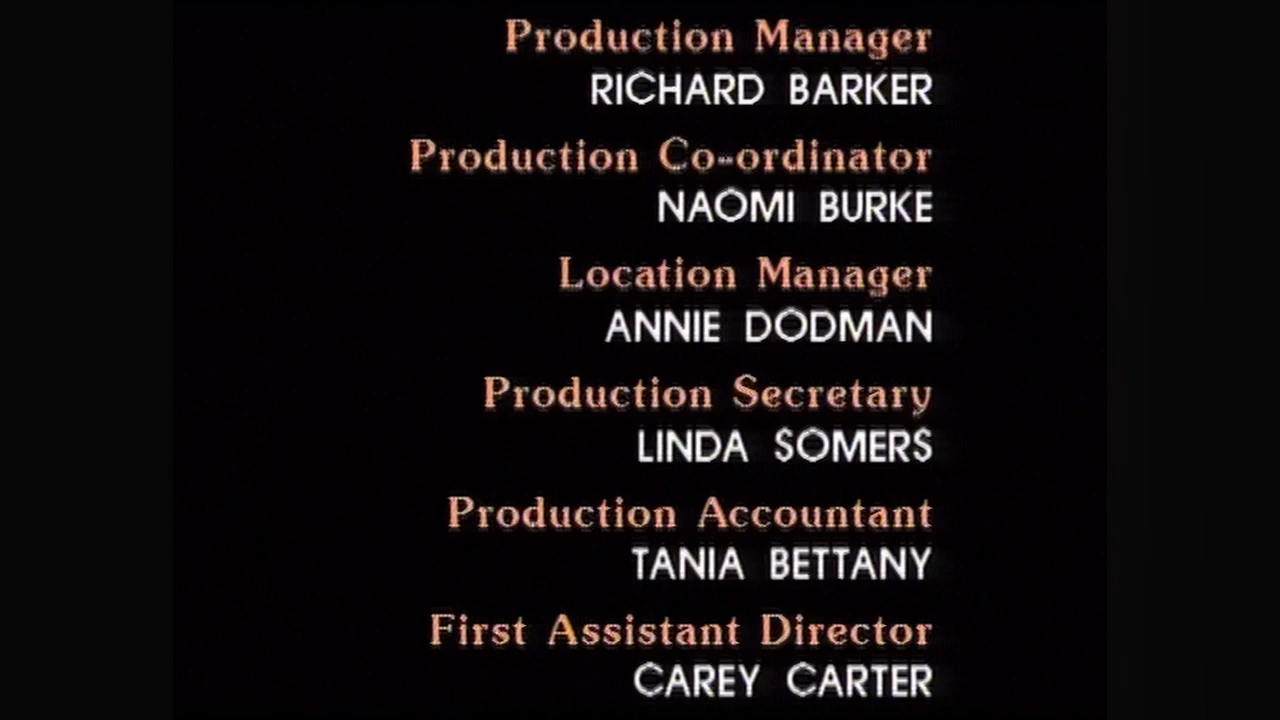 Production Manager
RICHARD BARKER
Production Co-ordinator
NAOMI BURKE
Location Manager
ANNIE DODMAN
Production Secretary
LINDA SOMERS
Production Accountant
TANIA BETTANY
First Assistant Director
CAREY CARTER